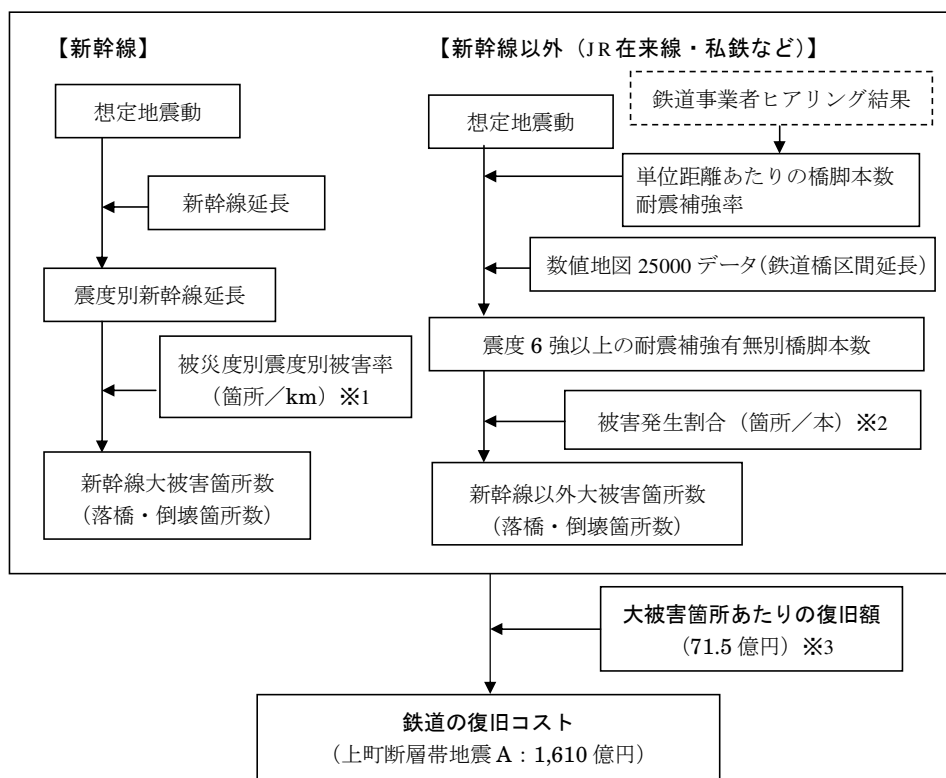 【新幹線】
想定地震動
新幹線延長
震度別新幹線延長
被災度別震度別被害率
（箇所／km）※1
新幹線大被害箇所数
（落橋・倒壊箇所数）
【新幹線以外（JR在来線・私鉄など）】
鉄道事業者ヒアリング結果
想定地震動
単位距離あたりの橋脚本数
耐震補強率
数値地図 25000 データ（鉄道橋区間延長）
震度 6 強以上の耐震補強有無別橋脚本数
被害発生割合（箇所／本）※2
新幹線以外大被害箇所数
（落橋・倒壊箇所数）
大被害箇所あたりの復旧額
（71.5 億円）※3
鉄道の復旧コスト
（上町断層帯地震 A：1,610 億円）